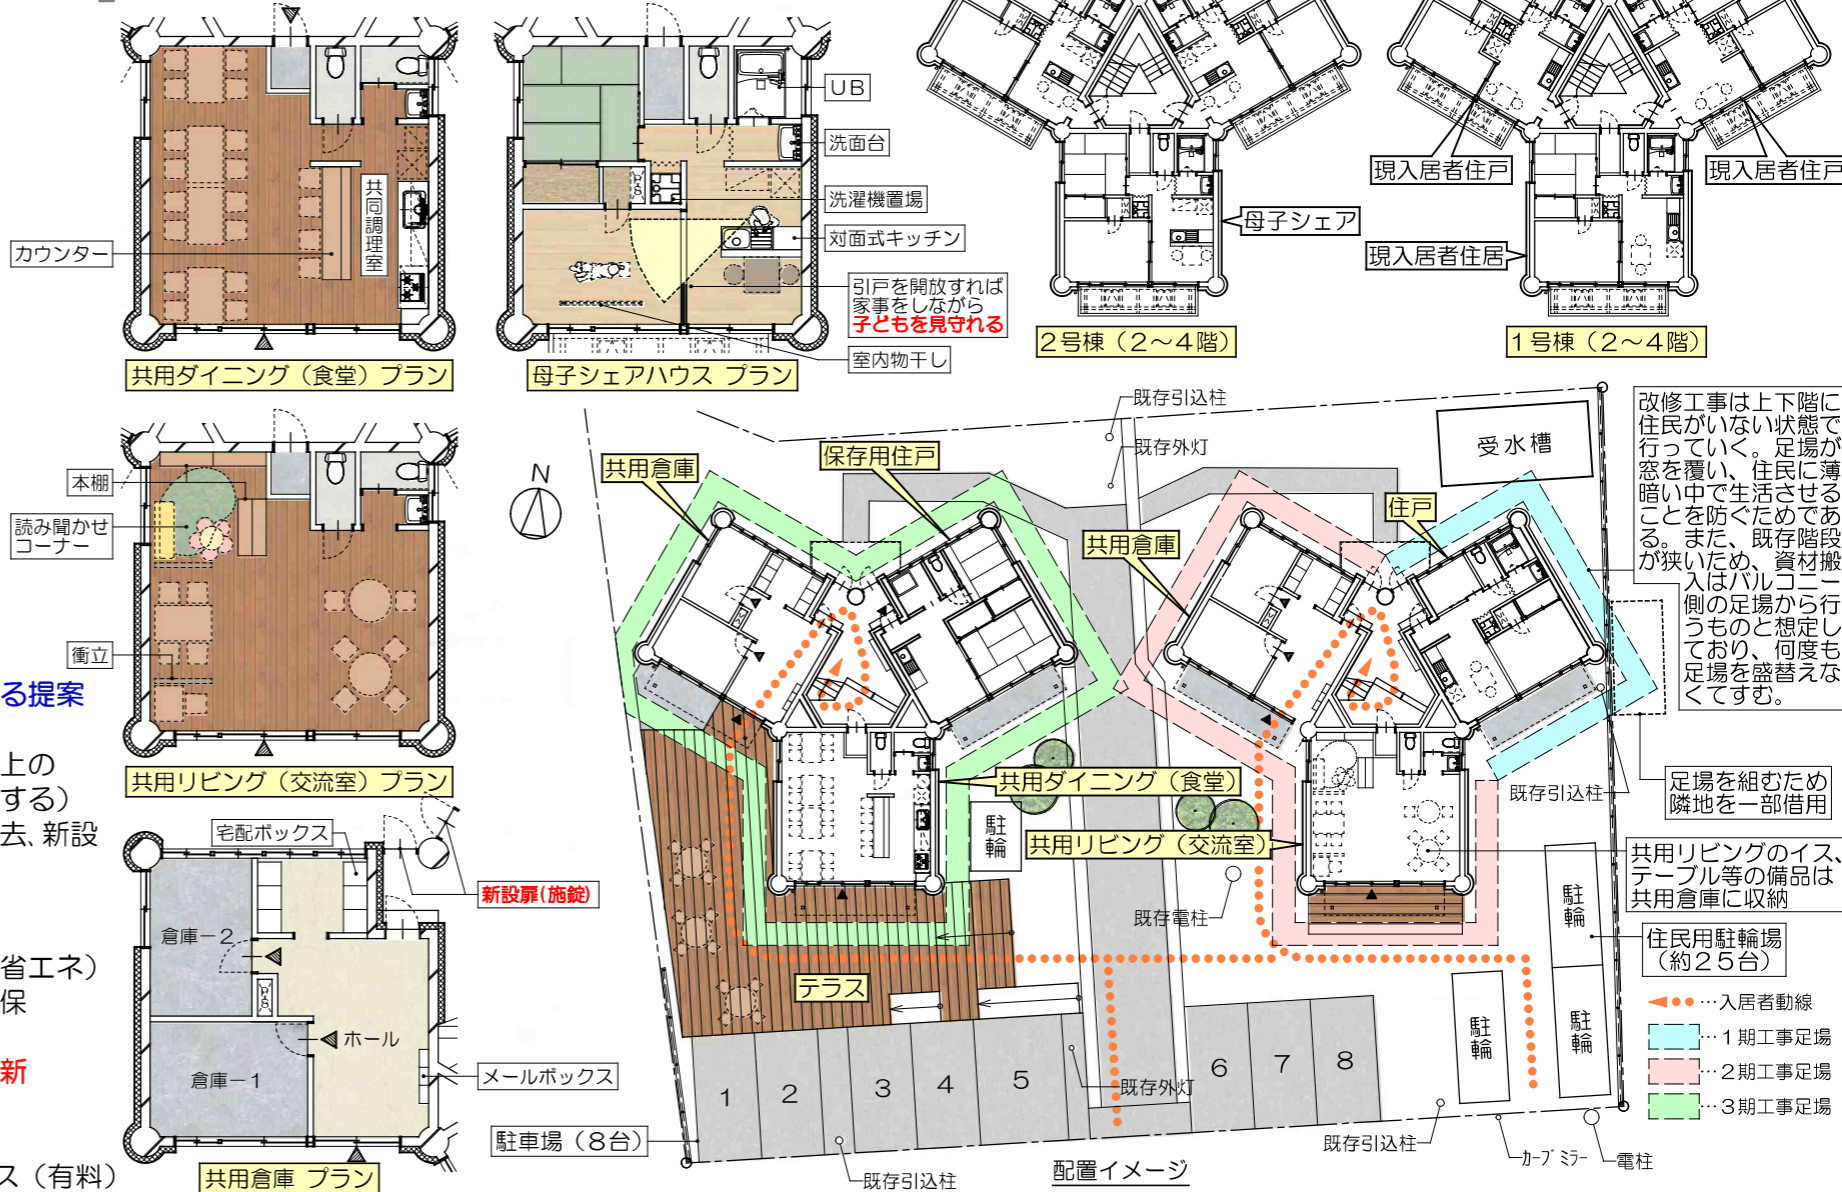 共同調理室
カウンター
共用ダイニング（食堂）プラン
UB
洗面台
洗濯機置場
対面式キッチン
引戸を開放すれば
家事をしながら
子どもを見守れる
室内物干し
母子シェアハウス プラン
母子シェア
2号棟（2～4階）
現入居者住戸
現入居者住戸
現入居者住居
1号棟（2～4階）
本棚
読み聞かせ
コーナー
衝立
共用リビング（交流室）プラン
る提案
上の
する）
去、新設
省エネ）
保
新
ス（有料）
宅配ボックス
新設扉(施錠)
倉庫－2
PS
ホール
倉庫－1
メールボックス
共用倉庫 プラン
N
既存引込柱
既存外灯
受水槽
共用倉庫
保存用住戸
共用倉庫
住戸
改修工事は上下階に
住民がいない状態で
行っていく。足場が
窓を覆い、住民に薄
暗い中で生活させる
ことを防ぐためであ
る。また、既存階段
が狭いため、資材搬
入はバルコニー
側の足場から行
うものと想定し
ており、何度も
足場を盛替えな
くてすむ。
共用ダイニング（食堂）
駐輪
共用リビング（交流室）
既存引込柱
足場を組むため
隣地を一部借用
共用リビングのイス、
テーブル等の備品は
共用倉庫に収納
既存電柱
駐輪
住民用駐輪場
（約25台）
テラス
駐輪
駐輪
…入居者動線
…1期工事足場
…2期工事足場
…3期工事足場
1
2
3
4
5
6
7
8
既存外灯
駐車場（8台）
既存引込柱
配置イメージ
既存引込柱
カーブミラー
電柱